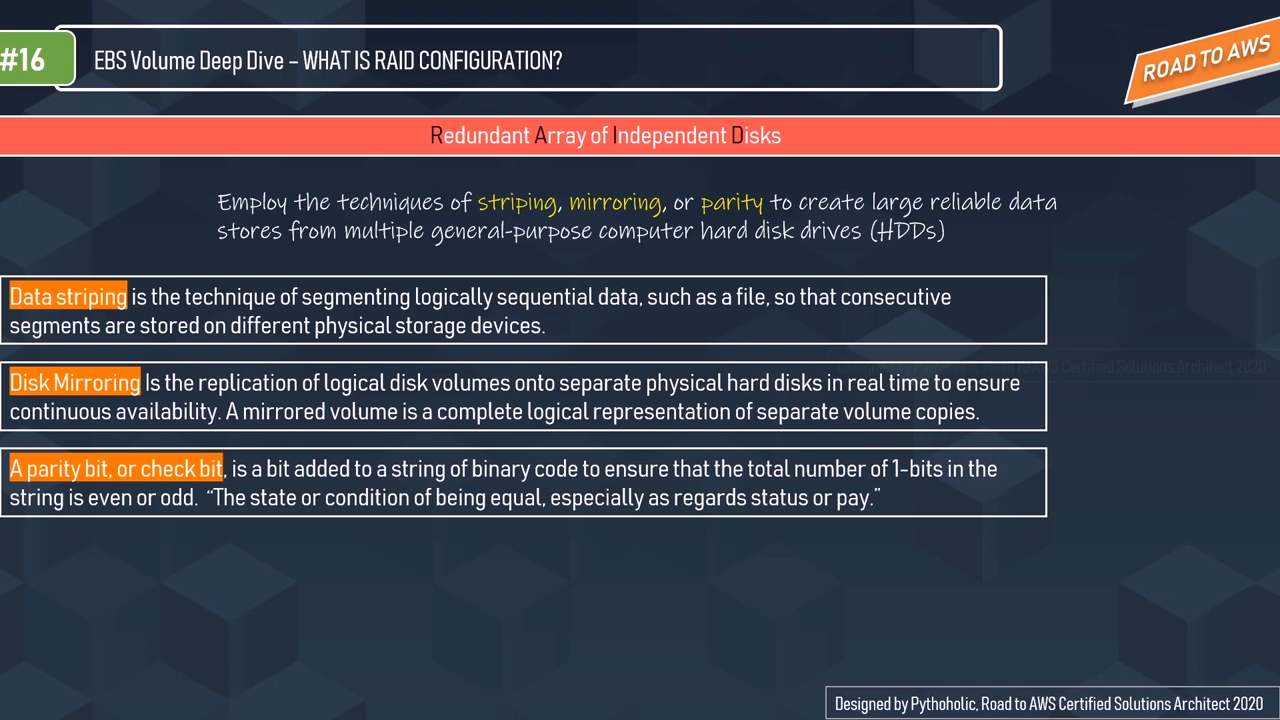 #16
EBS Volume Deep Dive – WHAT IS RAID CONFIGURATION?
ROAD TO AWS
Redundant Array of Independent Disks
Employ the techniques of striping, mirroring, or parity to create large reliable data
stores from multiple general-purpose computer hard disk drives (HDDs)
Data striping is the technique of segmenting logically sequential data, such as a file, so that consecutive
segments are stored on different physical storage devices.
Disk Mirroring Is the replication of logical disk volumes onto separate physical hard disks in real time to ensure
continuous availability. A mirrored volume is a complete logical representation of separate volume copies.
A parity bit, or check bit, is a bit added to a string of binary code to ensure that the total number of 1-bits in the
string is even or odd. “The state or condition of being equal, especially as regards status or pay.”
AWS Certified Solutions Architect 2020
Designed by Pythoholic, Road to AWS Certified Solutions Architect 2020